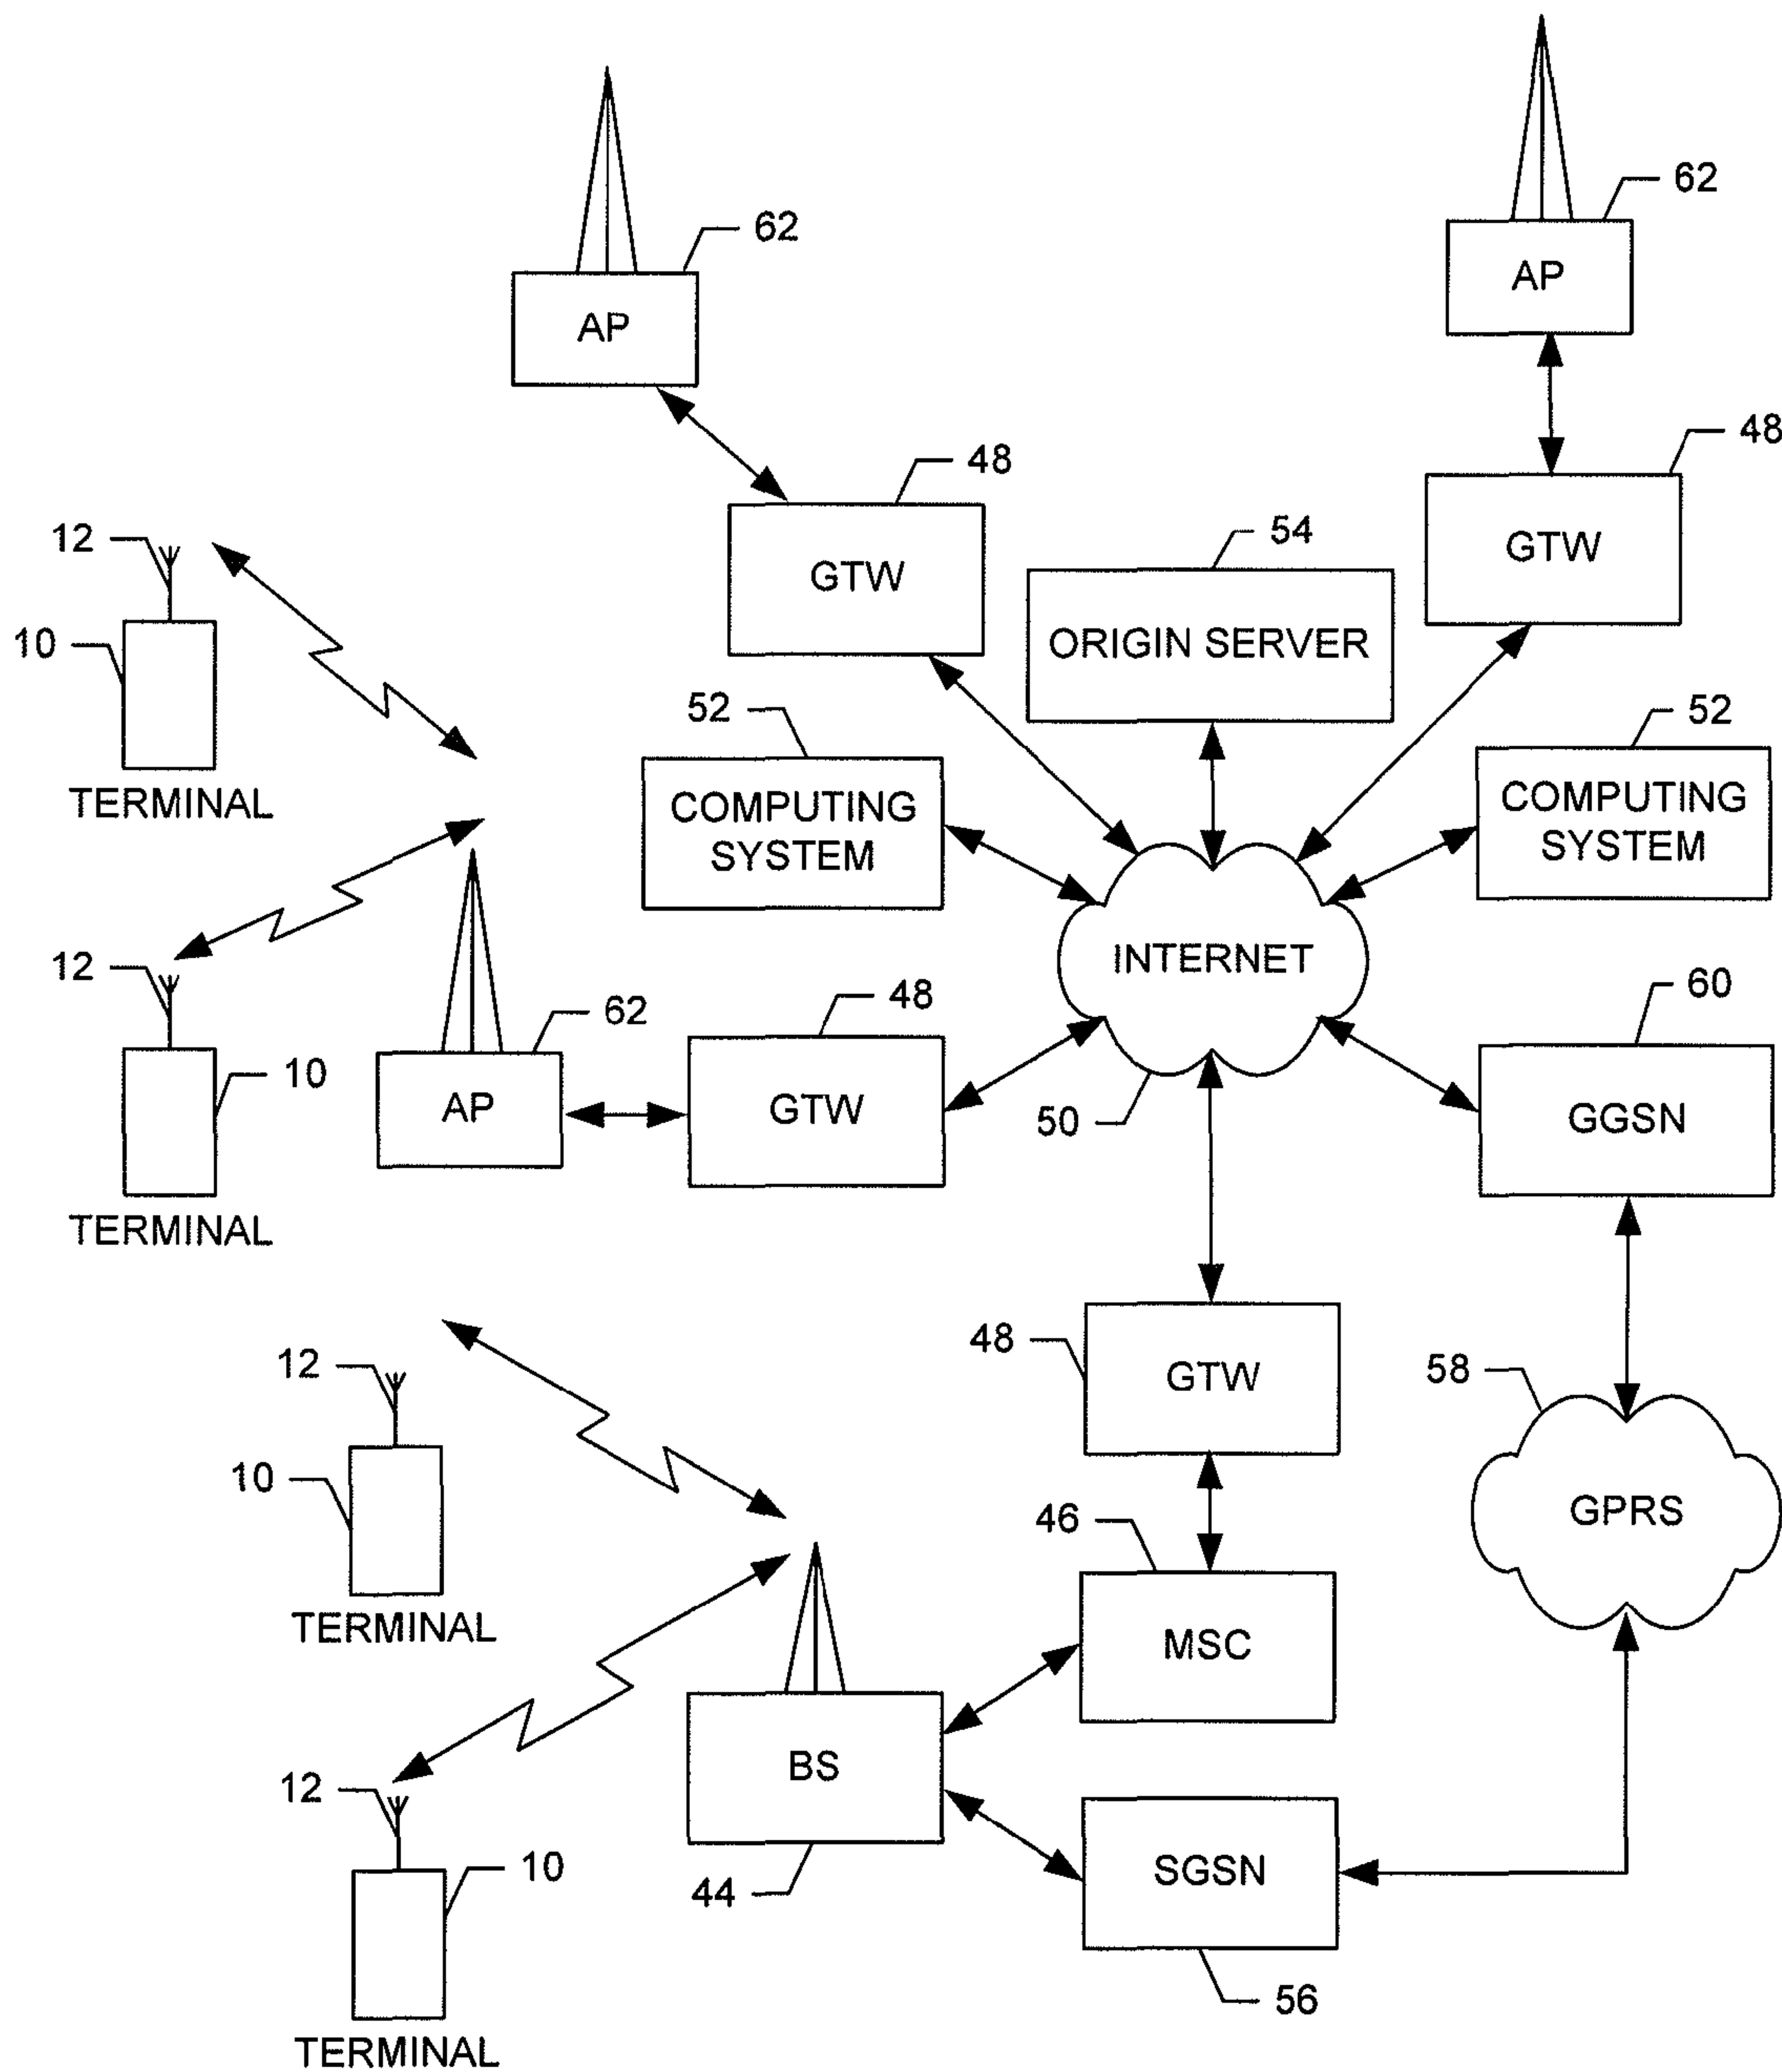 62
AP
62
AP
48
GTW
48
GTW
54
ORIGIN SERVER
12
10
TERMINAL
52
COMPUTING
SYSTEM
52
COMPUTING
SYSTEM
INTERNET
50
12
10
TERMINAL
62
AP
48
GTW
60
GGSN
48
GTW
58
GPRS
12
10
TERMINAL
46
MSC
BS
44
SGSN
56
12
10
TERMINAL